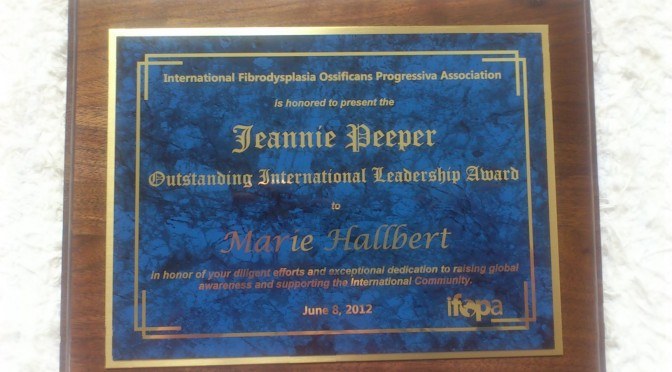 International Fibrodysplasia Ossificans Progressiva Association
is honored to present the
Jeannie Peeper
Outstanding International Leadership Award
to
Marie Hallbert
in honor of your diligent efforts and exceptional dedication to raising global
awareness and supporting the International Community.
June 8, 2012
ifopa